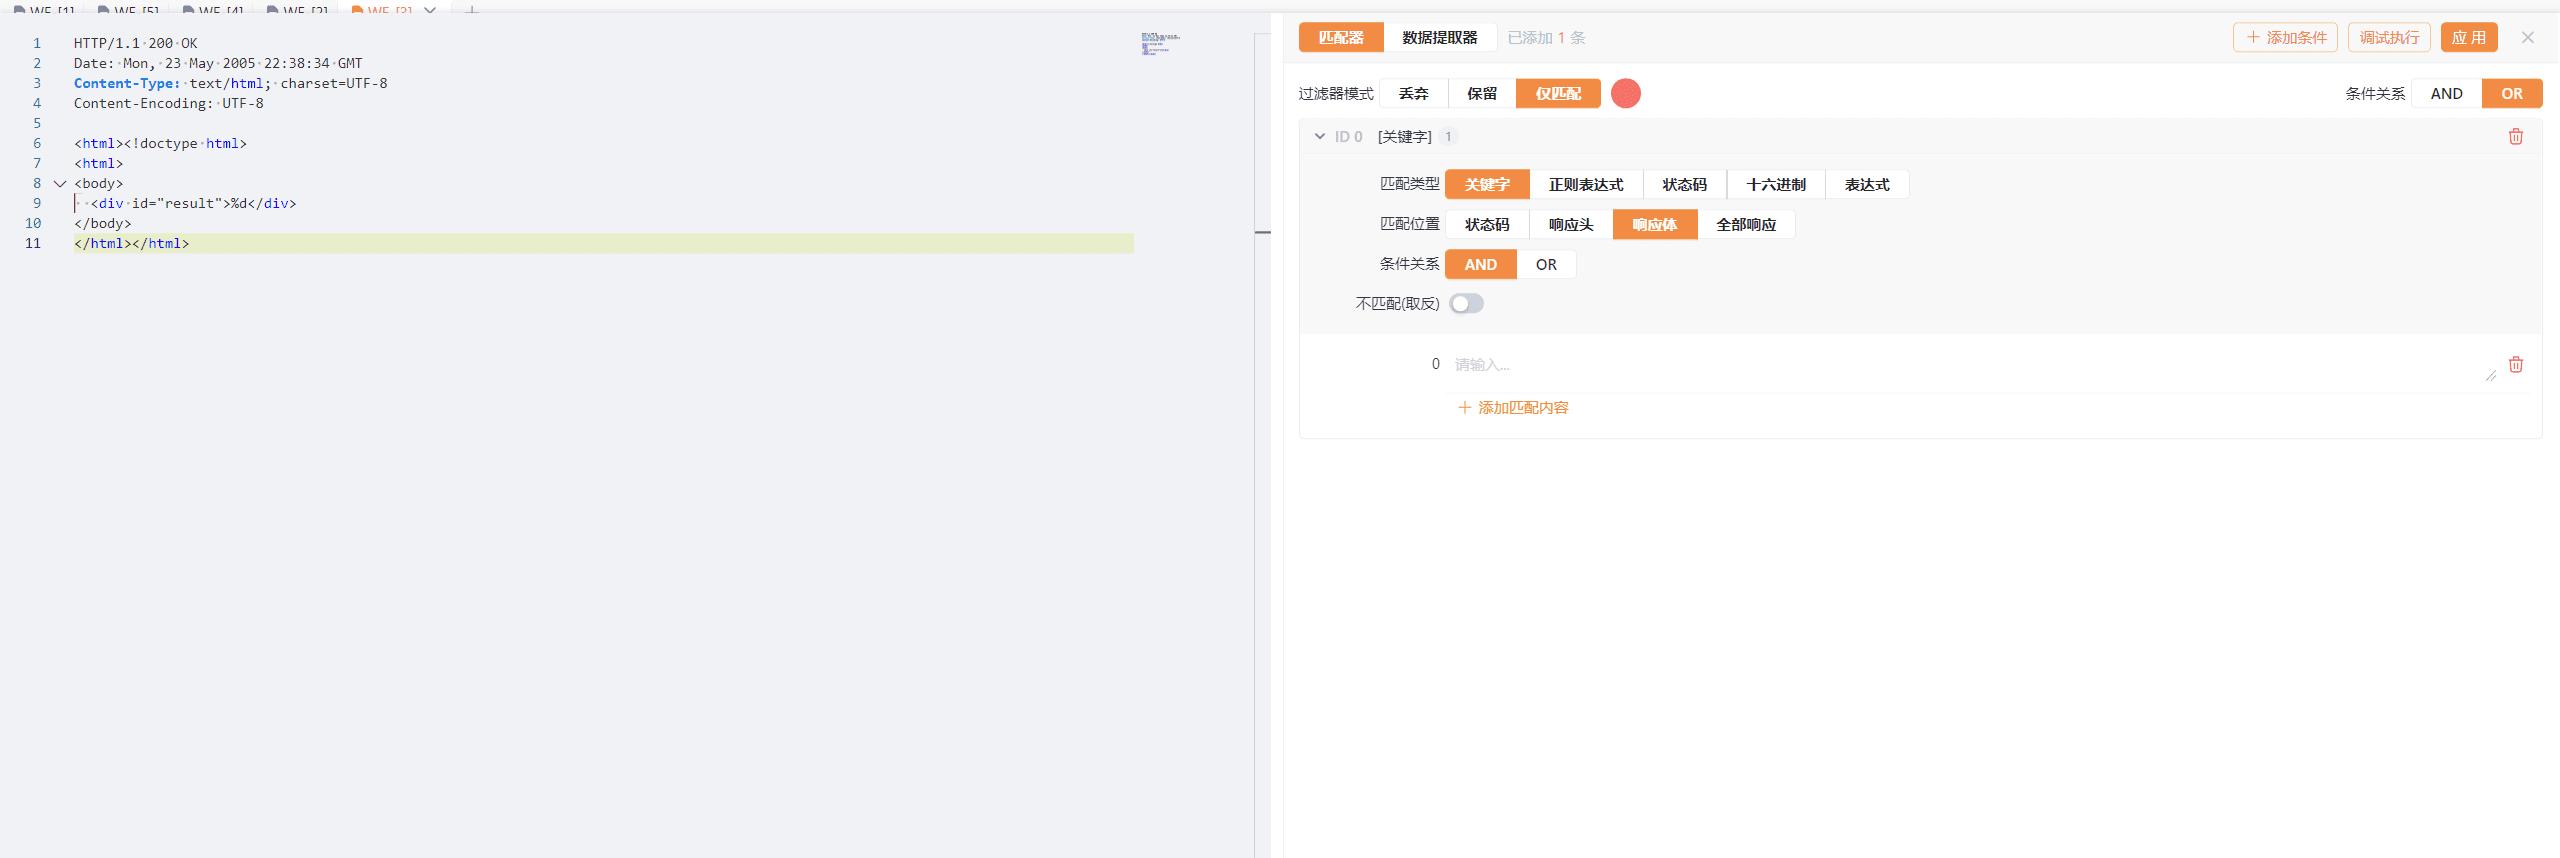 WF-[1] WF-[5] WF-[4] WF-[2] WF-[3]
1 HTTP/1.1 200 OK
2 Date: Mon, 23 May 2005 22:38:34 GMT
3 Content-Type: text/html; charset=UTF-8
4 Content-Encoding: UTF-8
5
6 <html><!doctype html>
7 <html>
8 <body>
9 <div id="result">%d</div>
10 </body>
11 </html></html>
匹配器 数据提取器 已添加 1 条 添加条件 调试执行 应用
过滤器模式 丢弃 保留 仅匹配 条件关系 AND OR
ID 0 [关键字] 1
匹配类型 关键字 正则表达式 状态码 十六进制 表达式
匹配位置 状态码 响应头 响应体 全部响应
条件关系 AND OR
不匹配(取反)
0 请输入...
添加匹配内容